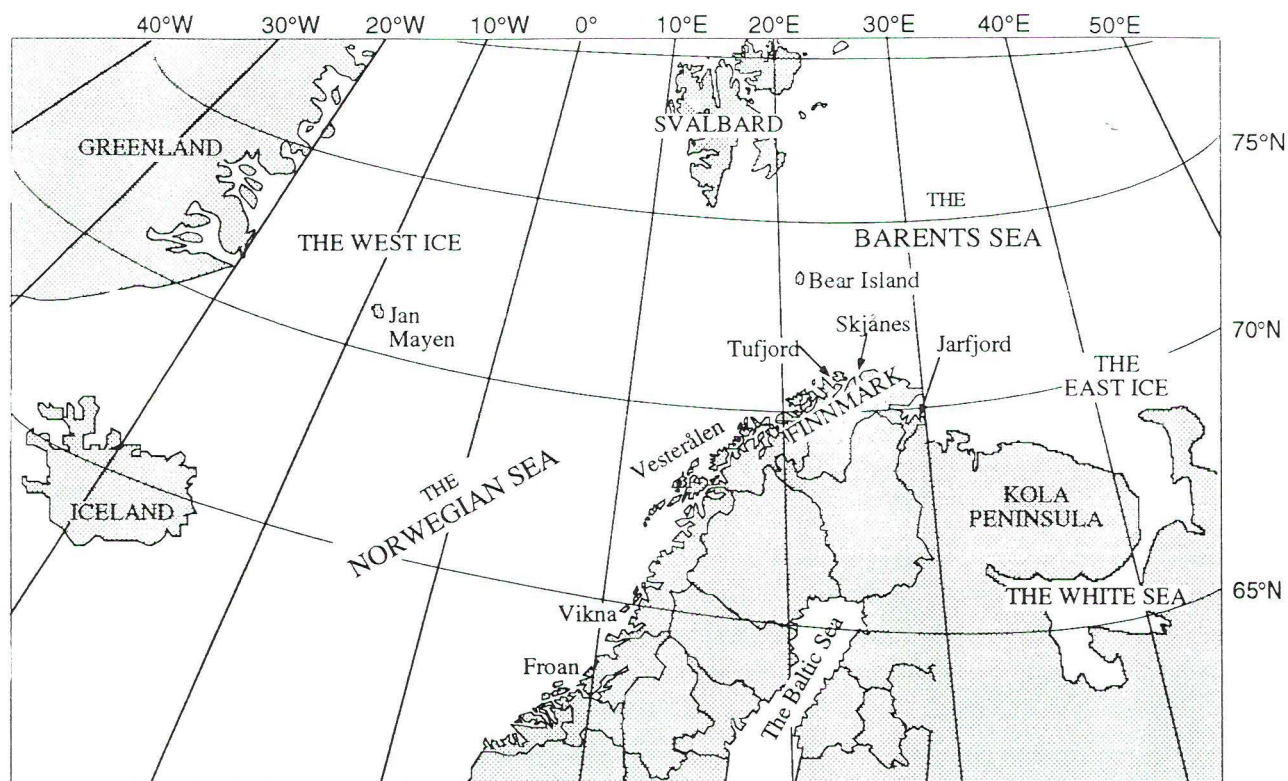 40°W 30°W 20°W 10°W 0° 10°E 20°E 30°E 40°E 50°E
75°N
GREENLAND
SVALBARD
THE
BARENTS SEA
THE WEST ICE
Bear Island
Jan
Mayen
Skjånes
Tufjord
Jarfjord
70°N
THE
EAST ICE
FINNMARK
Vesterålen
THE
NORWEGIAN SEA
ICELAND
KOLA
PENINSULA
65°N
THE WHITE SEA
Vikna
Froan
The Baltic Sea